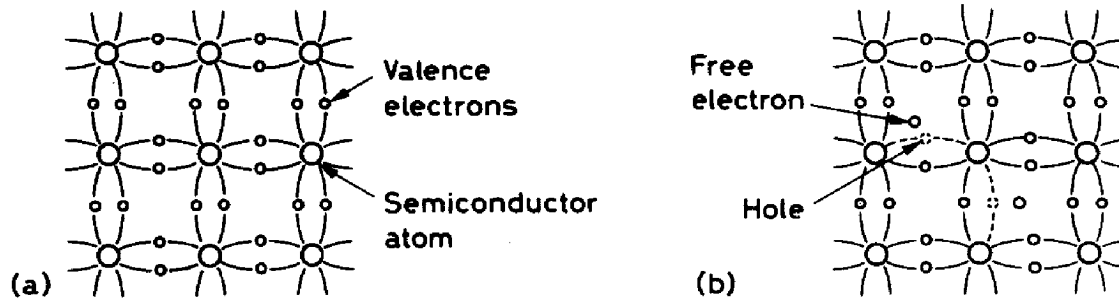 Valence
electrons
Semiconductor
atom
(a)
Free
electron
Hole
(b)